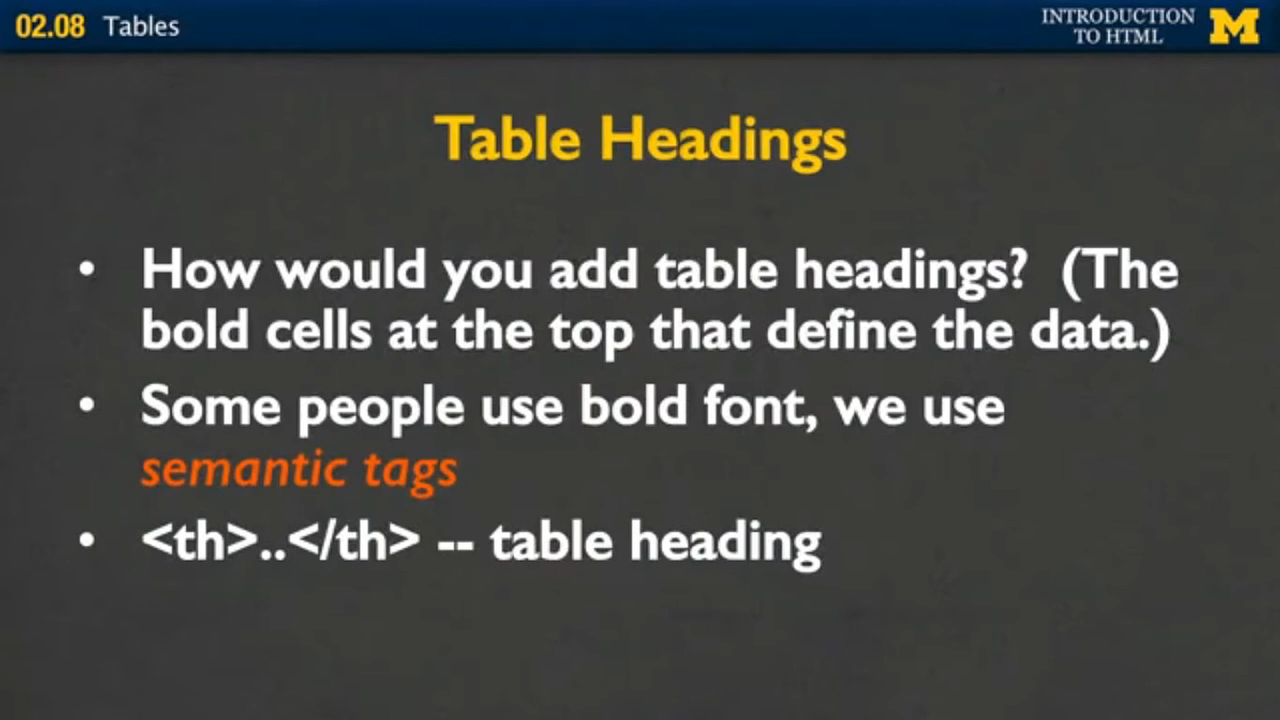 02.08 Tables
INTRODUCTION
TO HTML
M
Table Headings
• How would you add table headings? (The
bold cells at the top that define the data.)
• Some people use bold font, we use
semantic tags
• <th>..</th> -- table heading